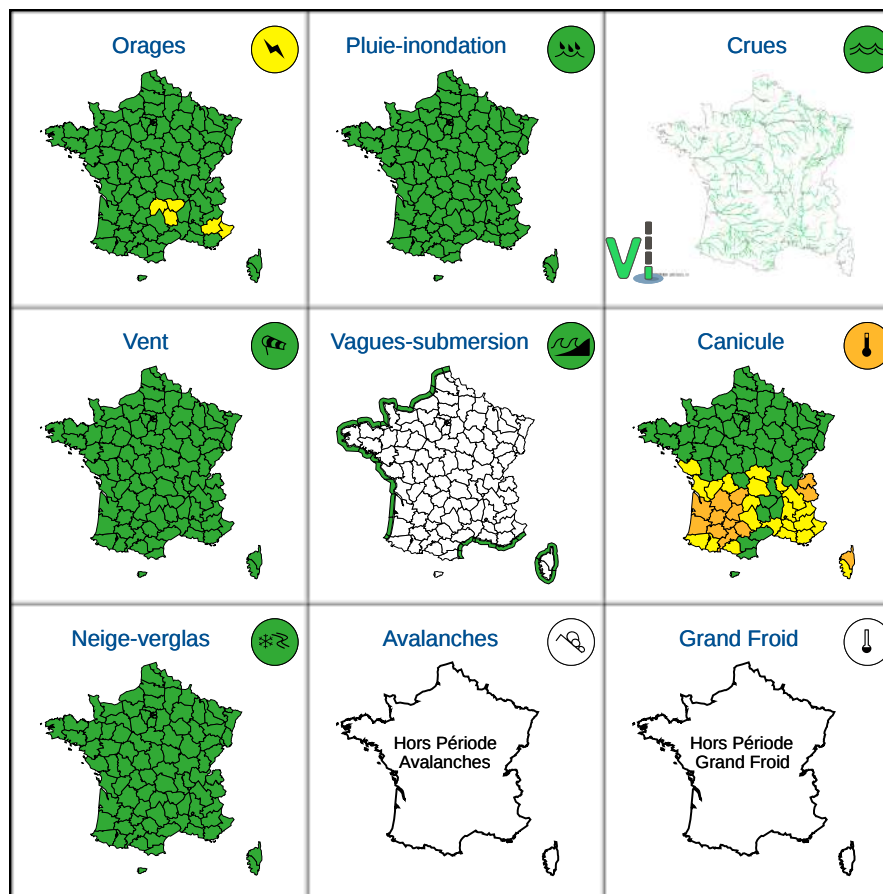 Orages
Pluie-inondation
Crues
Vent
Vagues-submersion
Canicule
Neige-verglas
Avalanches
Hors Période
Avalanches
Grand Froid
Hors Période
Grand Froid